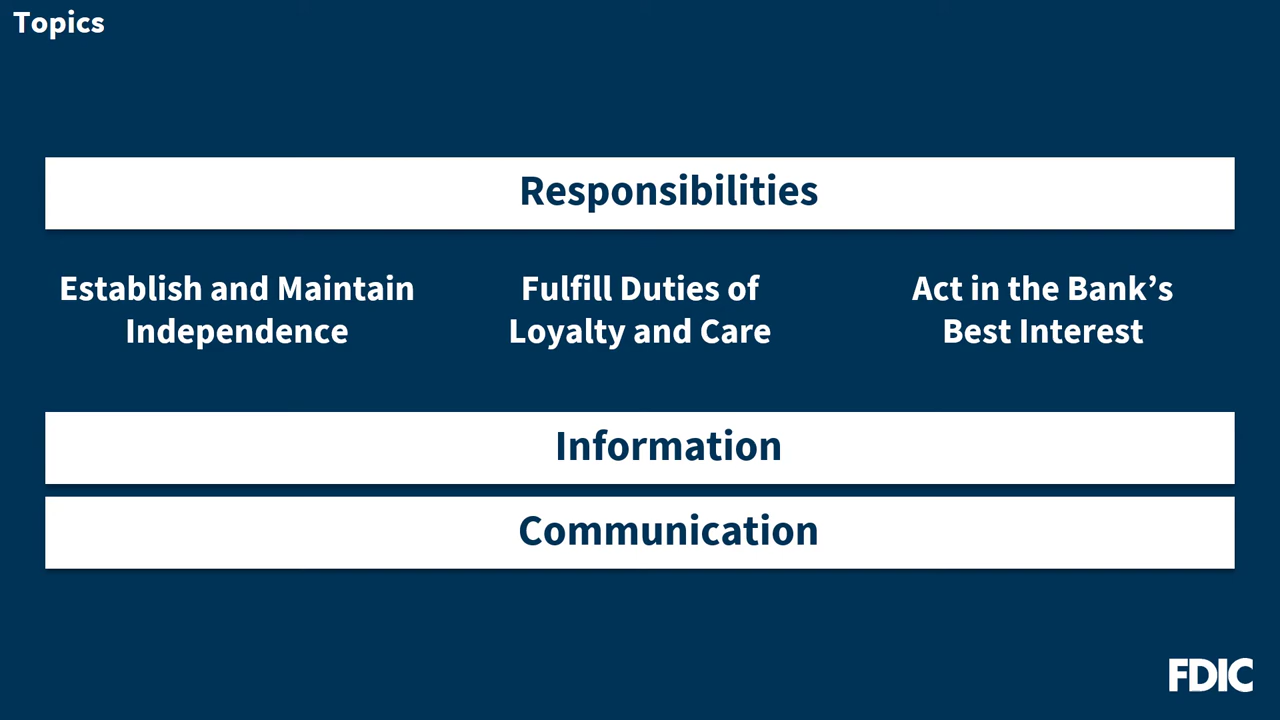 Topics
Responsibilities
Establish and Maintain
Independence
Fulfill Duties of
Loyalty and Care
Act in the Bank’s
Best Interest
Information
Communication
FDIC